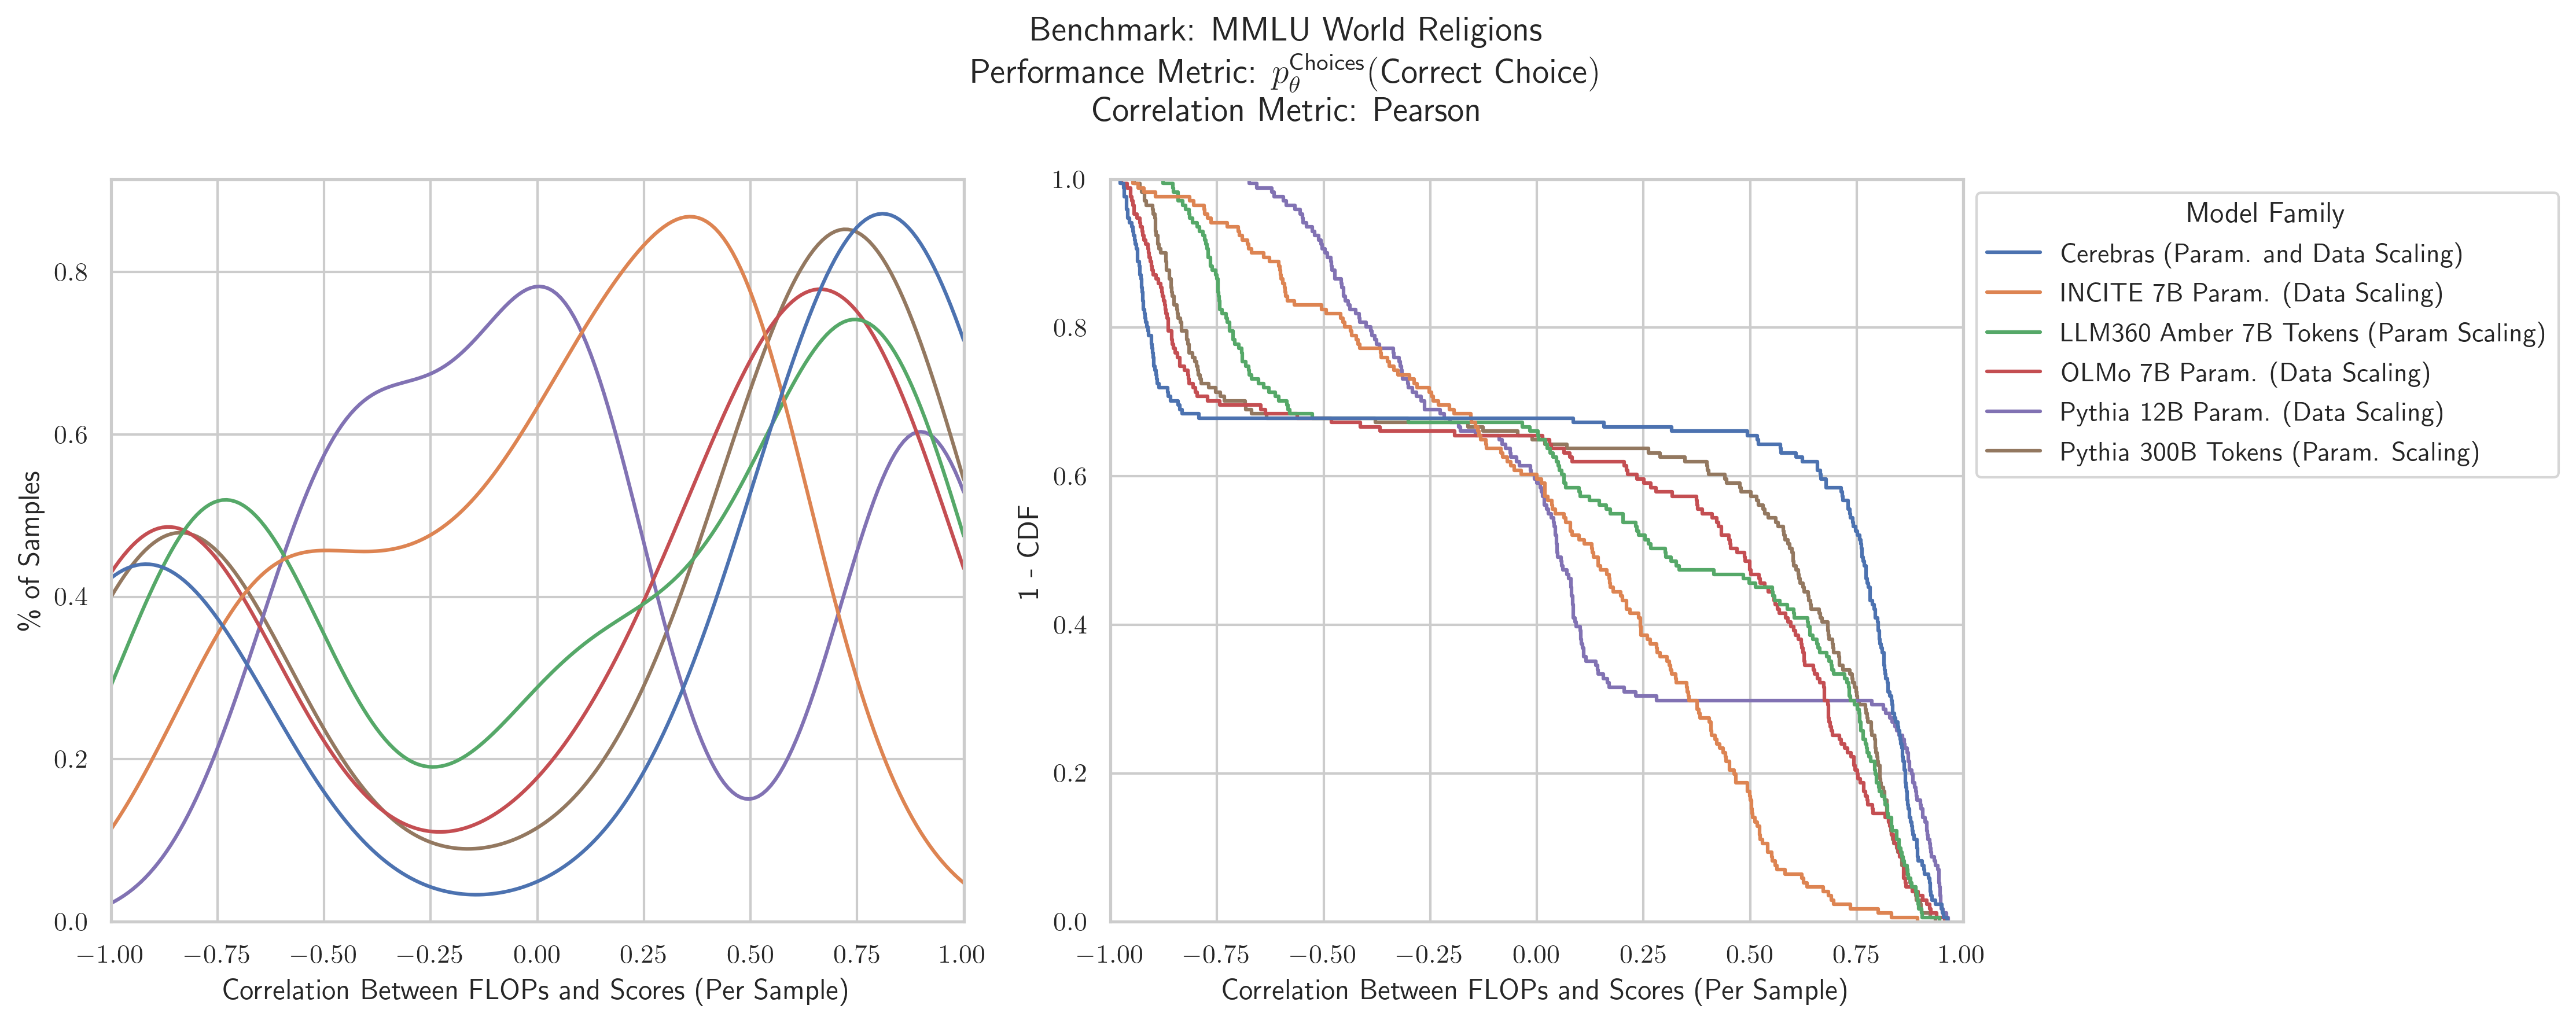 Benchmark: MMLU World Religions
Performance Metric: $p_\theta^{\text{Choices}}$(Correct Choice)
Correlation Metric: Pearson
% of Samples
0.8
0.6
0.4
0.2
0.0
−1.00 −0.75 −0.50 −0.25 0.00 0.25 0.50 0.75 1.00
Correlation Between FLOPs and Scores (Per Sample)
1 - CDF
1.0
0.8
0.6
0.4
0.2
0.0
−1.00 −0.75 −0.50 −0.25 0.00 0.25 0.50 0.75 1.00
Correlation Between FLOPs and Scores (Per Sample)
Model Family
Cerebras (Param. and Data Scaling)
INCITE 7B Param. (Data Scaling)
LLM360 Amber 7B Tokens (Param Scaling)
OLMo 7B Param. (Data Scaling)
Pythia 12B Param. (Data Scaling)
Pythia 300B Tokens (Param. Scaling)